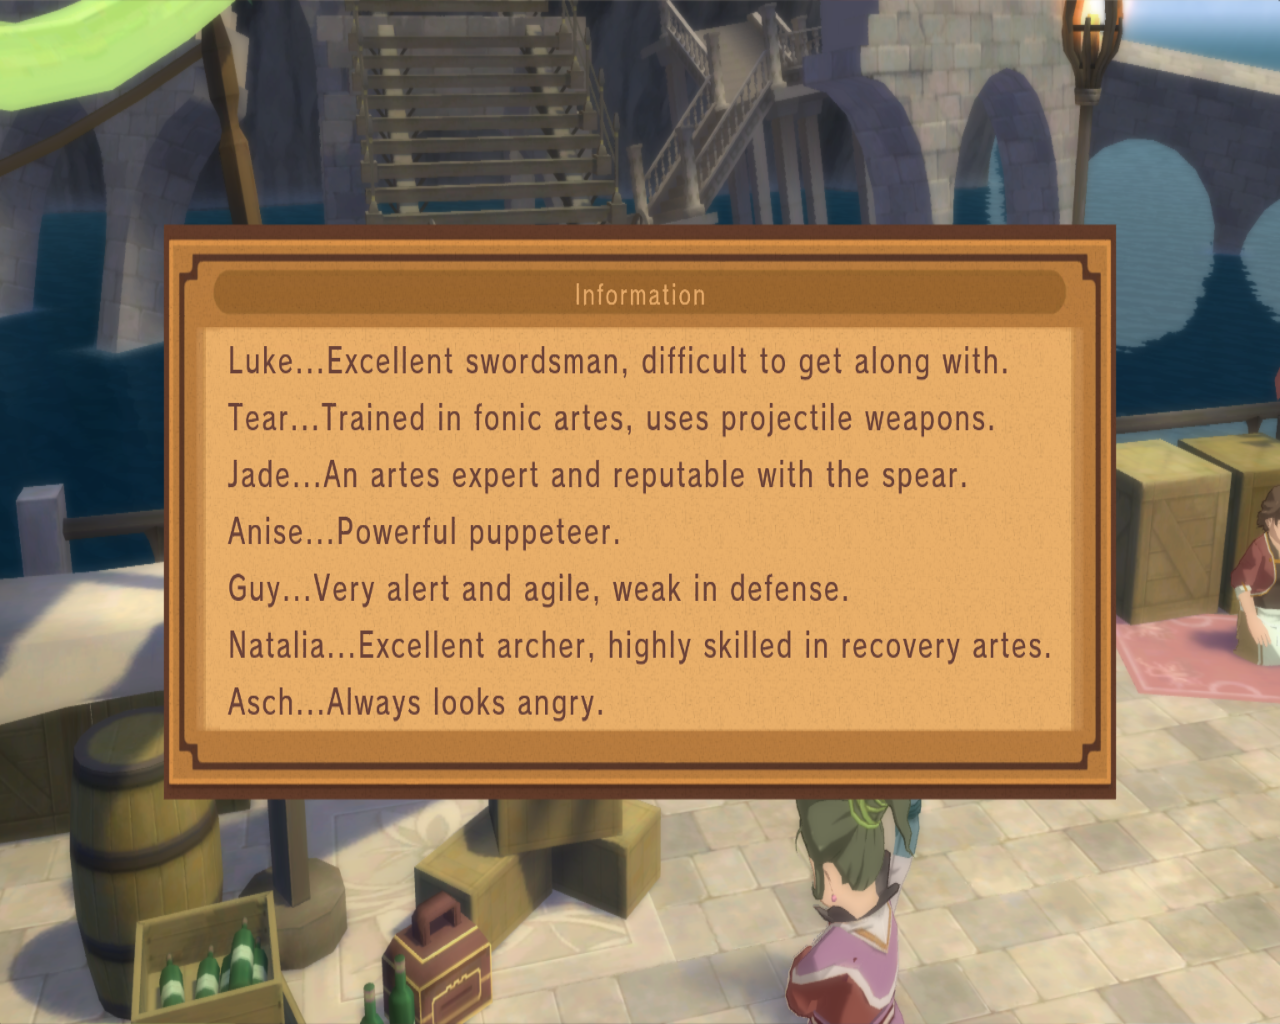 Information
Luke...Excellent swordsman, difficult to get along with.
Tear...Trained in fonic artes, uses projectile weapons.
Jade...An artes expert and reputable with the spear.
Anise...Powerful puppeteer.
Guy...Very alert and agile, weak in defense.
Natalia...Excellent archer, highly skilled in recovery artes.
Asch...Always looks angry.